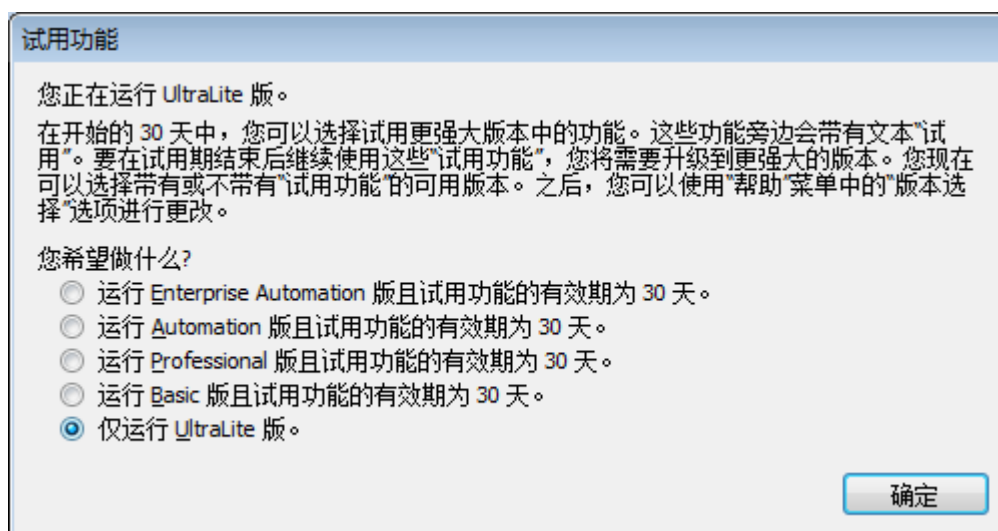 试用功能
您正在运行 UltraLite 版。
在开始的 30 天中，您可以选择试用更强大版本中的功能。这些功能旁边会带有文本"试
用"。要在试用期结束后继续使用这些"试用功能"，您将需要升级到更强大的版本。您现在
可以选择带有或不带有"试用功能"的可用版本。之后，您可以使用"帮助"菜单中的"版本选
择"选项进行更改。
您希望做什么?
运行 Enterprise Automation 版且试用功能的有效期为 30 天。
运行 Automation 版且试用功能的有效期为 30 天。
运行 Professional 版且试用功能的有效期为 30 天。
运行 Basic 版且试用功能的有效期为 30 天。
仅运行 UltraLite 版。
确定